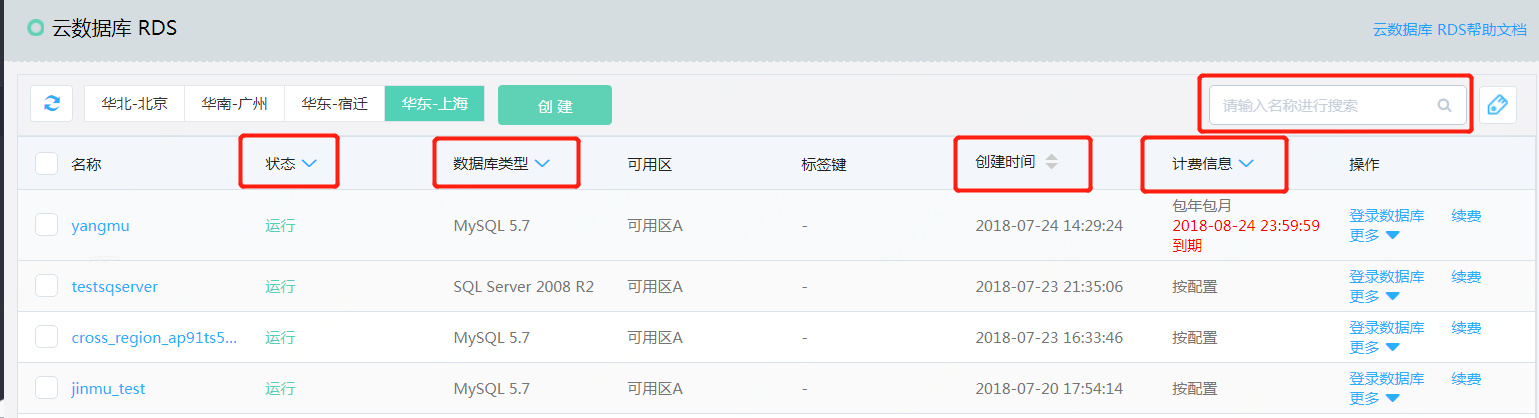 云数据库 RDS
云数据库 RDS帮助文档
华北-北京 华南-广州 华东-宿迁 华东-上海 创 建 请输入名称进行搜索
名称 状态 数据库类型 可用区 标签键 创建时间 计费信息 操作
yangmu 运行 MySQL 5.7 可用区A - 2018-07-24 14:29:24 包年包月
2018-08-24 23:59:59
到期
登录数据库 续费
更多
testsqserver 运行 SQL Server 2008 R2 可用区A - 2018-07-23 21:35:06 按配置 登录数据库 续费
更多
cross_region_ap91ts5... 运行 MySQL 5.7 可用区A - 2018-07-23 16:33:46 按配置 登录数据库 续费
更多
jinmu_test 运行 MySQL 5.7 可用区A - 2018-07-20 17:54:14 按配置 登录数据库 续费
更多